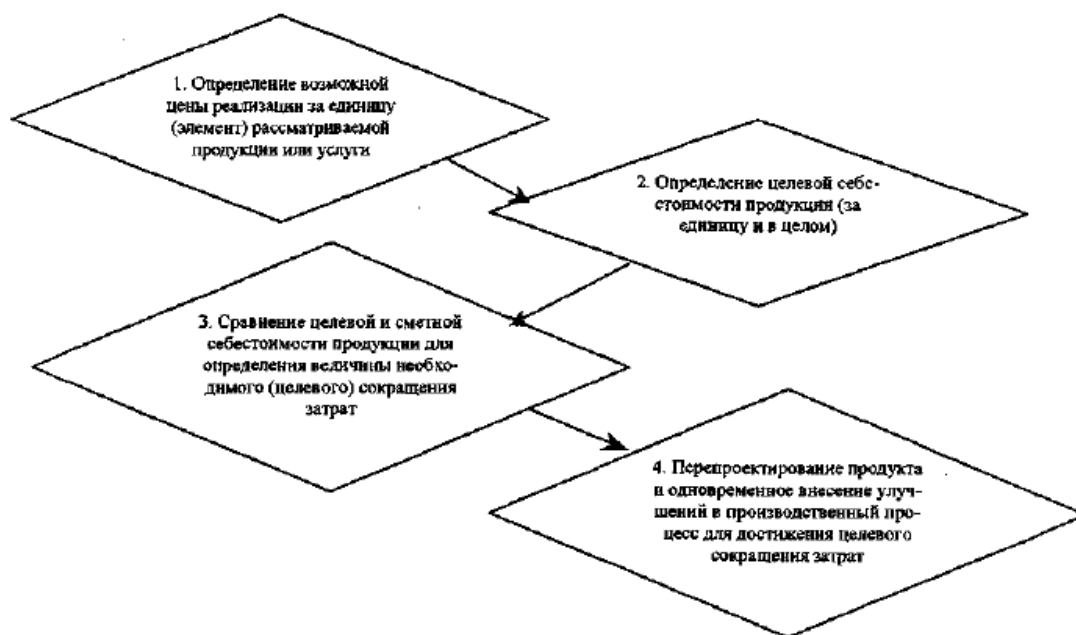 1. Определение возможной
цены реализации за единицу
(элемент) рассматриваемой
продукции или услуги
2. Определение целевой себе-
стоимости продукции (за
единицу и в целом)
3. Сравнение целевой и сметной
себестоимости продукции для
определения величины необхо-
димого (целевого) сокращения
затрат
4. Перепроектирование продукта
и одновременное внесение улуч-
шений в производственный про-
цесс для достижения целевого
сокращения затрат